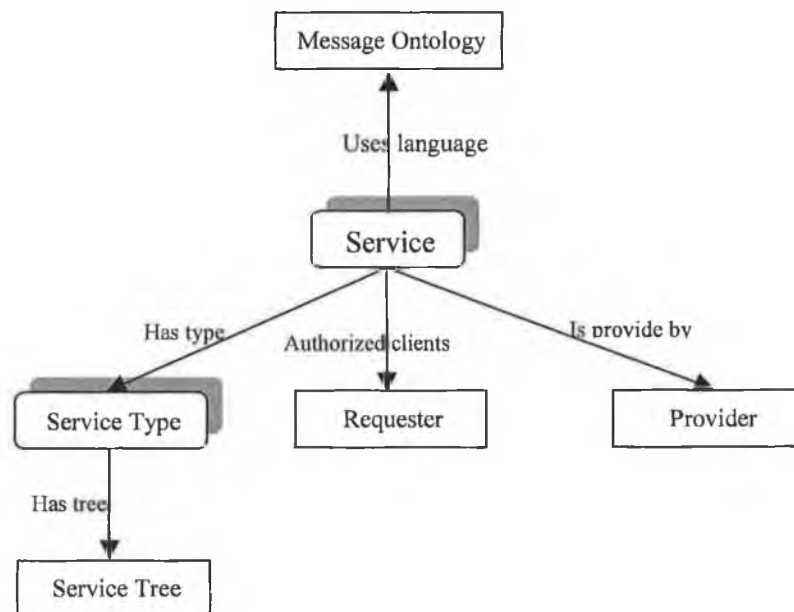 Message Ontology
Uses language
Service
Has type
Authorized clients
Is provide by
Service Type
Requester
Provider
Has tree
Service Tree